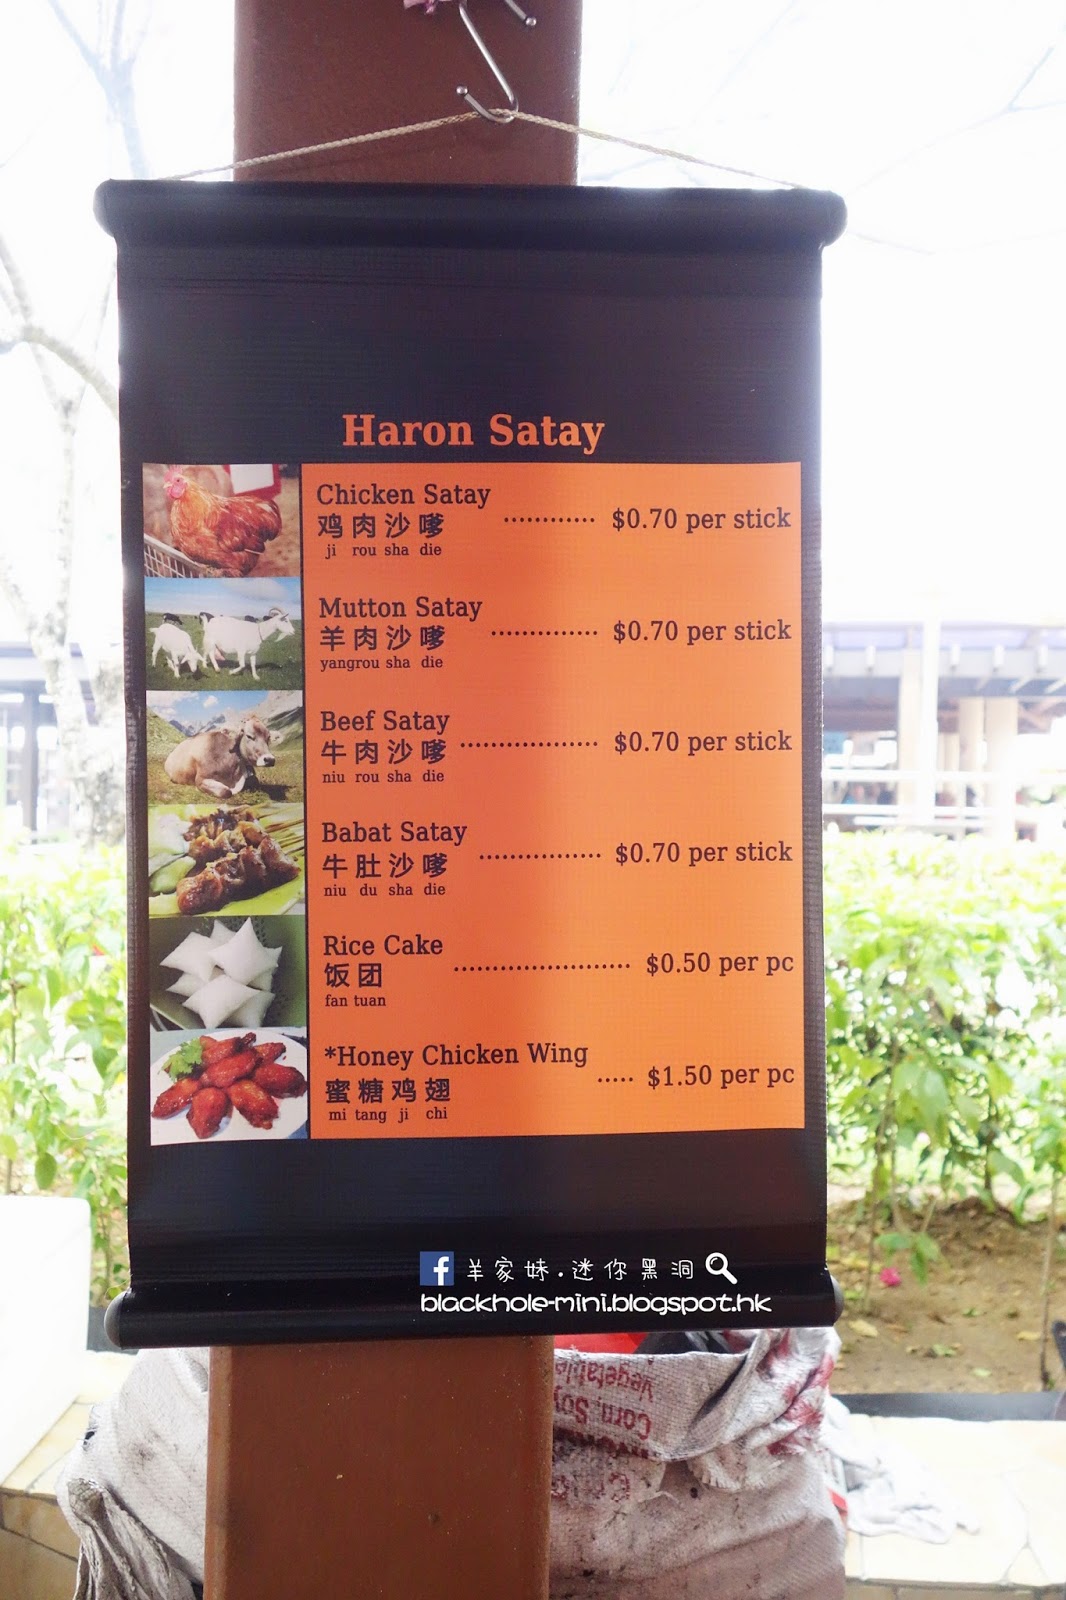 Haron Satay
Chicken Satay
鸡肉沙嗲
ji rou sha die
$0.70 per stick
Mutton Satay
羊肉沙嗲
yangrou sha die
$0.70 per stick
Beef Satay
牛肉沙嗲
niu rou sha die
$0.70 per stick
Babat Satay
牛肚沙嗲
niu du sha die
$0.70 per stick
Rice Cake
饭团
fan tuan
$0.50 per pc
*Honey Chicken Wing
蜜糖鸡翅
mi tang ji chi
$1.50 per pc
f 羊家妹.迷你黑洞
blackhole-mini.blogspot.hk
vegetable
Corn, Soy